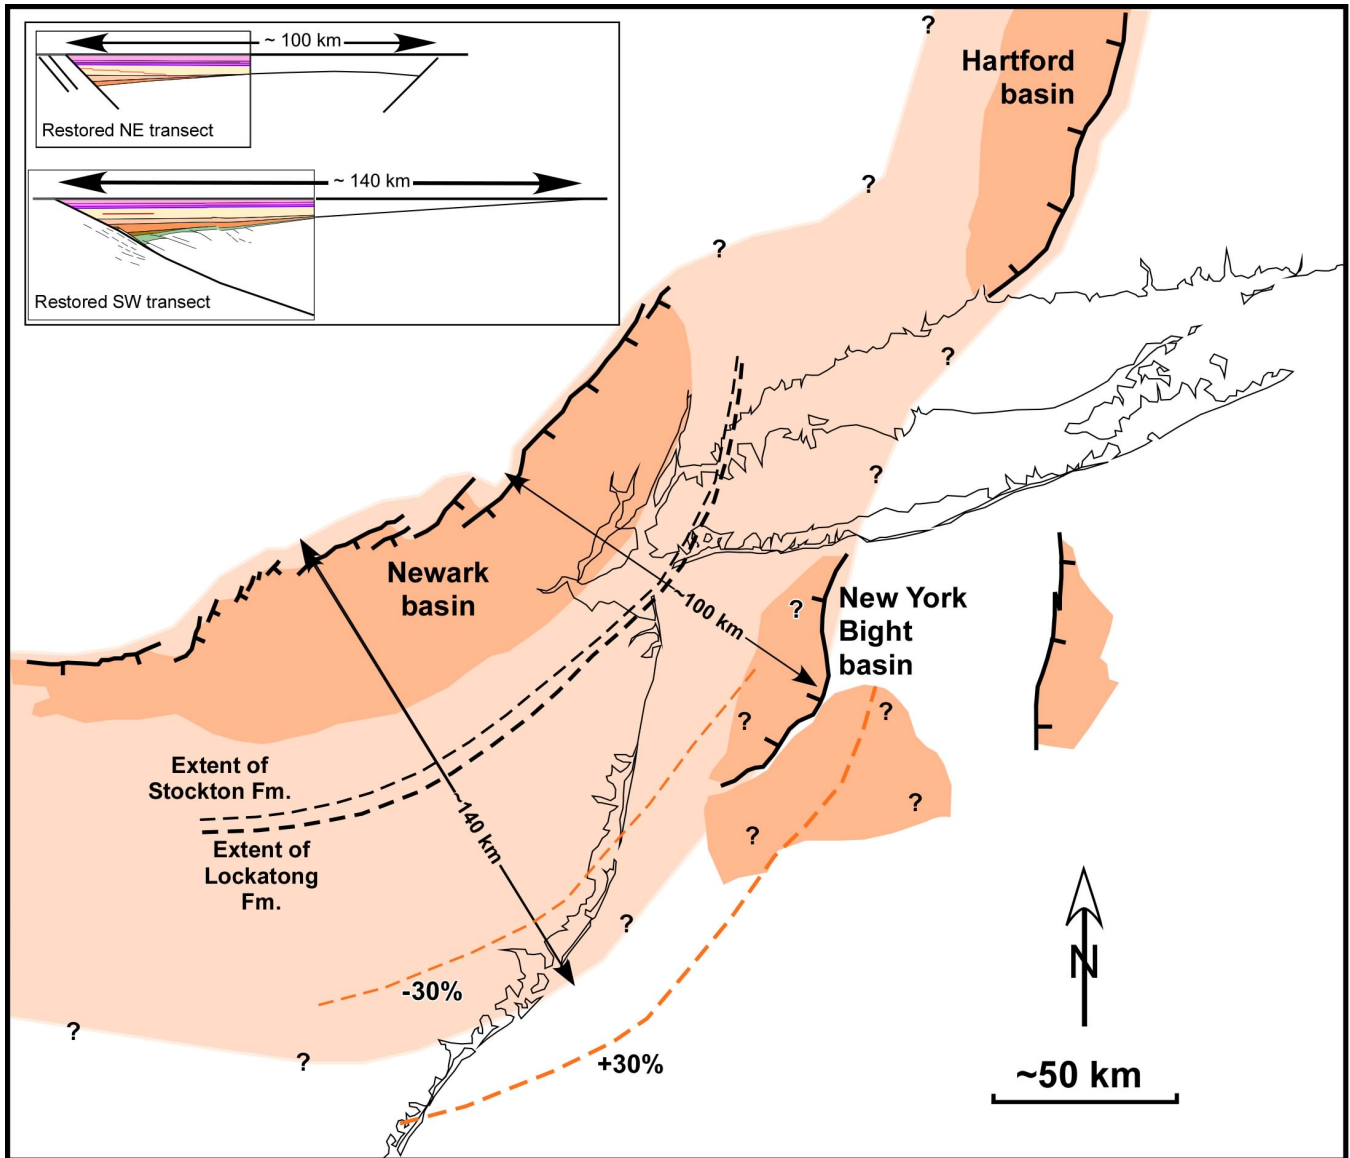 ~ 100 km
Restored NE transect
~ 140 km
Restored SW transect
?
Hartford
basin
?
?
?
?
Newark
basin
~100 km
?
New York
Bight
basin
?
?
Extent of
Stockton Fm.
~140 km
Extent of
Lockatong
Fm.
?
?
?
-30%
?
?
+30%
N
~50 km